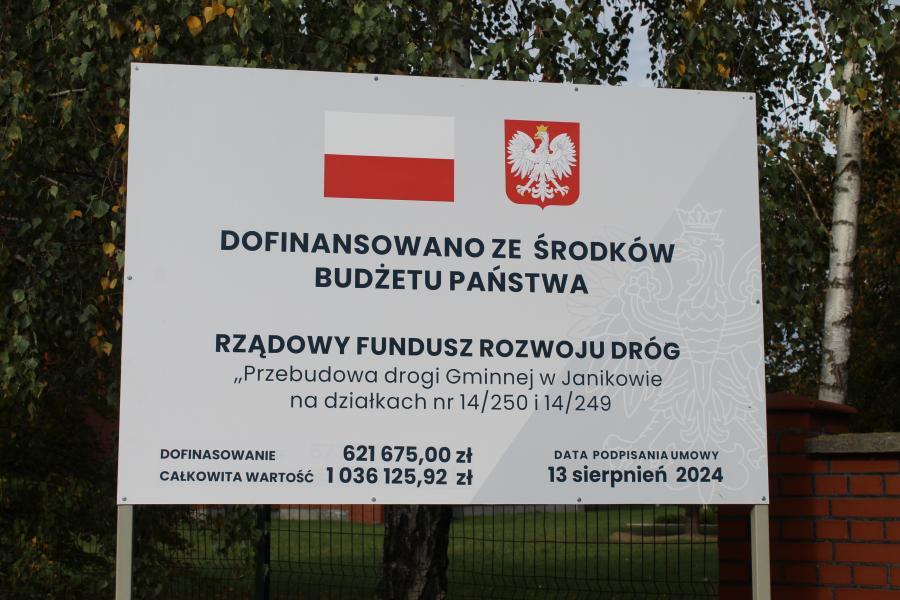 DOFINANSOWANO ZE ŚRODKÓW
BUDŻETU PAŃSTWA
RZĄDOWY FUNDUSZ ROZWOJU DRÓG
,,Przebudowa drogi Gminnej w Janikowie
na działkach nr 14/250 i 14/249
DOFINASOWANIE 621 675,00 zł
CAŁKOWITA WARTOŚĆ 1 036 125,92 zł
DATA PODPISANIA UMOWY
13 sierpnień 2024